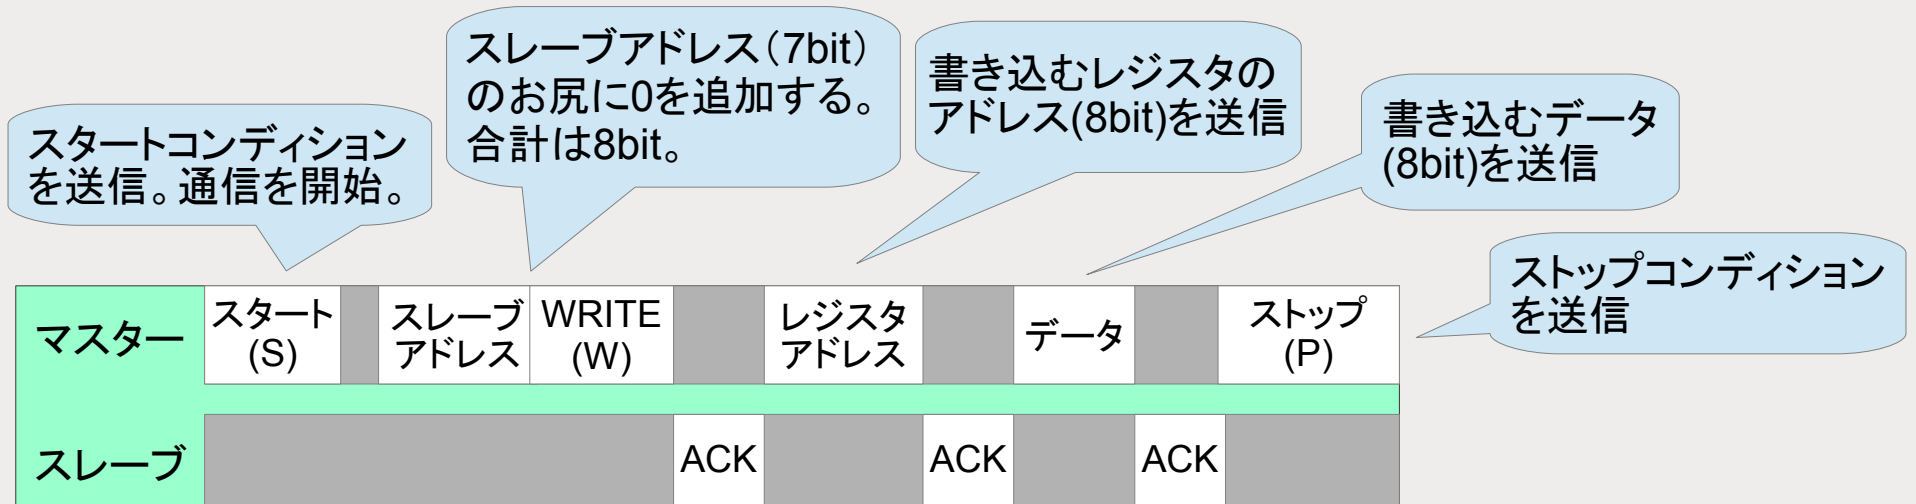 スタートコンディション
を送信。通信を開始。
スレーブアドレス（7bit）
のお尻に0を追加する。
合計は8bit。
書き込むレジスタの
アドレス(8bit)を送信
書き込むデータ
(8bit)を送信
ストップコンディション
を送信
マスター
スタート
(S)
スレーブ
アドレス
WRITE
(W)
レジスタ
アドレス
データ
ストップ
(P)
スレーブ
ACK
ACK
ACK